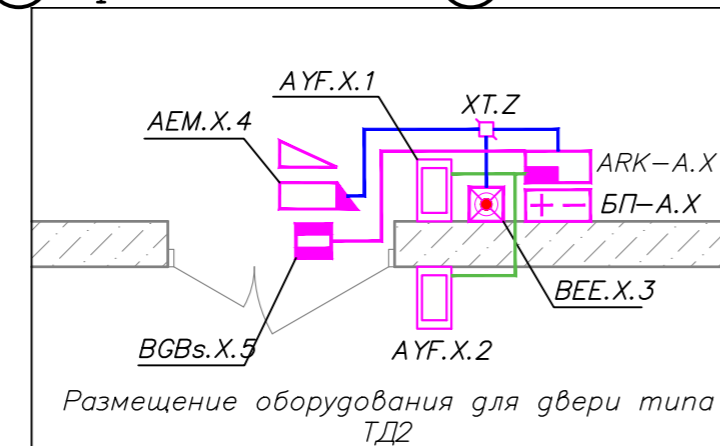 AYF.X.1
XT.Z
AEM.X.4
ARK-A.X
БП-A.X
BEE.X.3
BGBs.X.5
AYF.X.2
Размещение оборудования для двери типа
ТД2